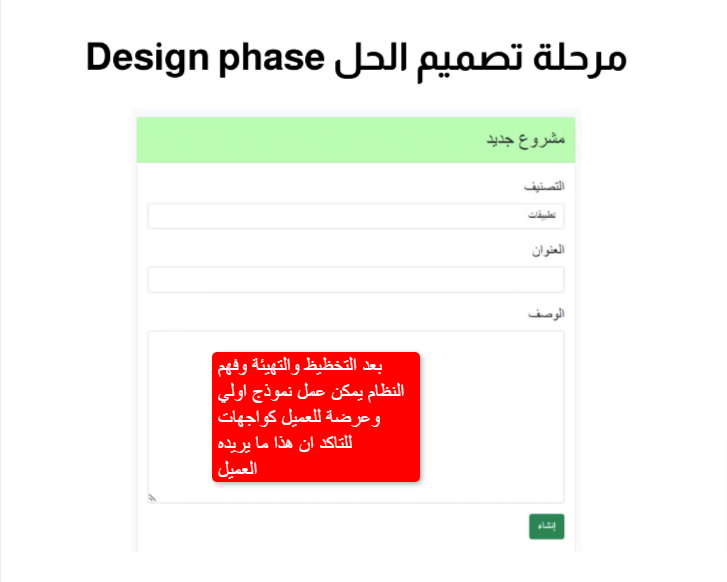 مرحلة تصميم الحل Design phase
مشروع جديد
التصنيف
تطبيقات
العنوان
الوصف
بعد التخظيظ والتهيئة وفهم
النظام يمكن عمل نموذج اولي
وعرضة للعميل كواجهات
للتاكد ان هذا ما يريده
العميل
إنشاء